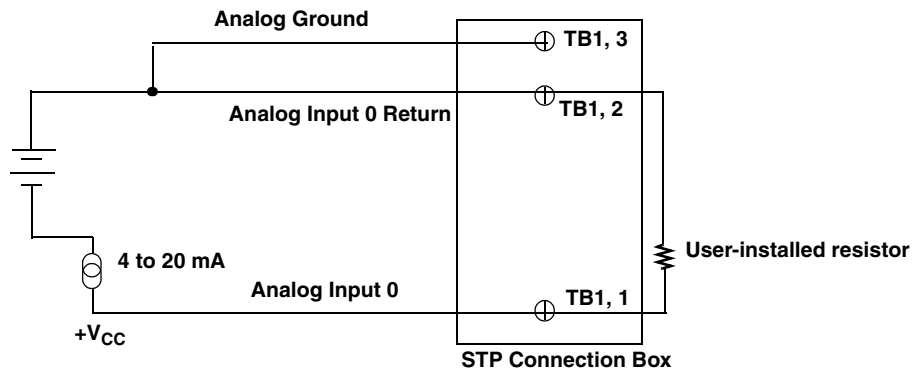 Analog Ground
TB1, 3
Analog Input 0 Return
TB1, 2
User-installed resistor
4 to 20 mA
Analog Input 0
TB1, 1
+VCC
STP Connection Box